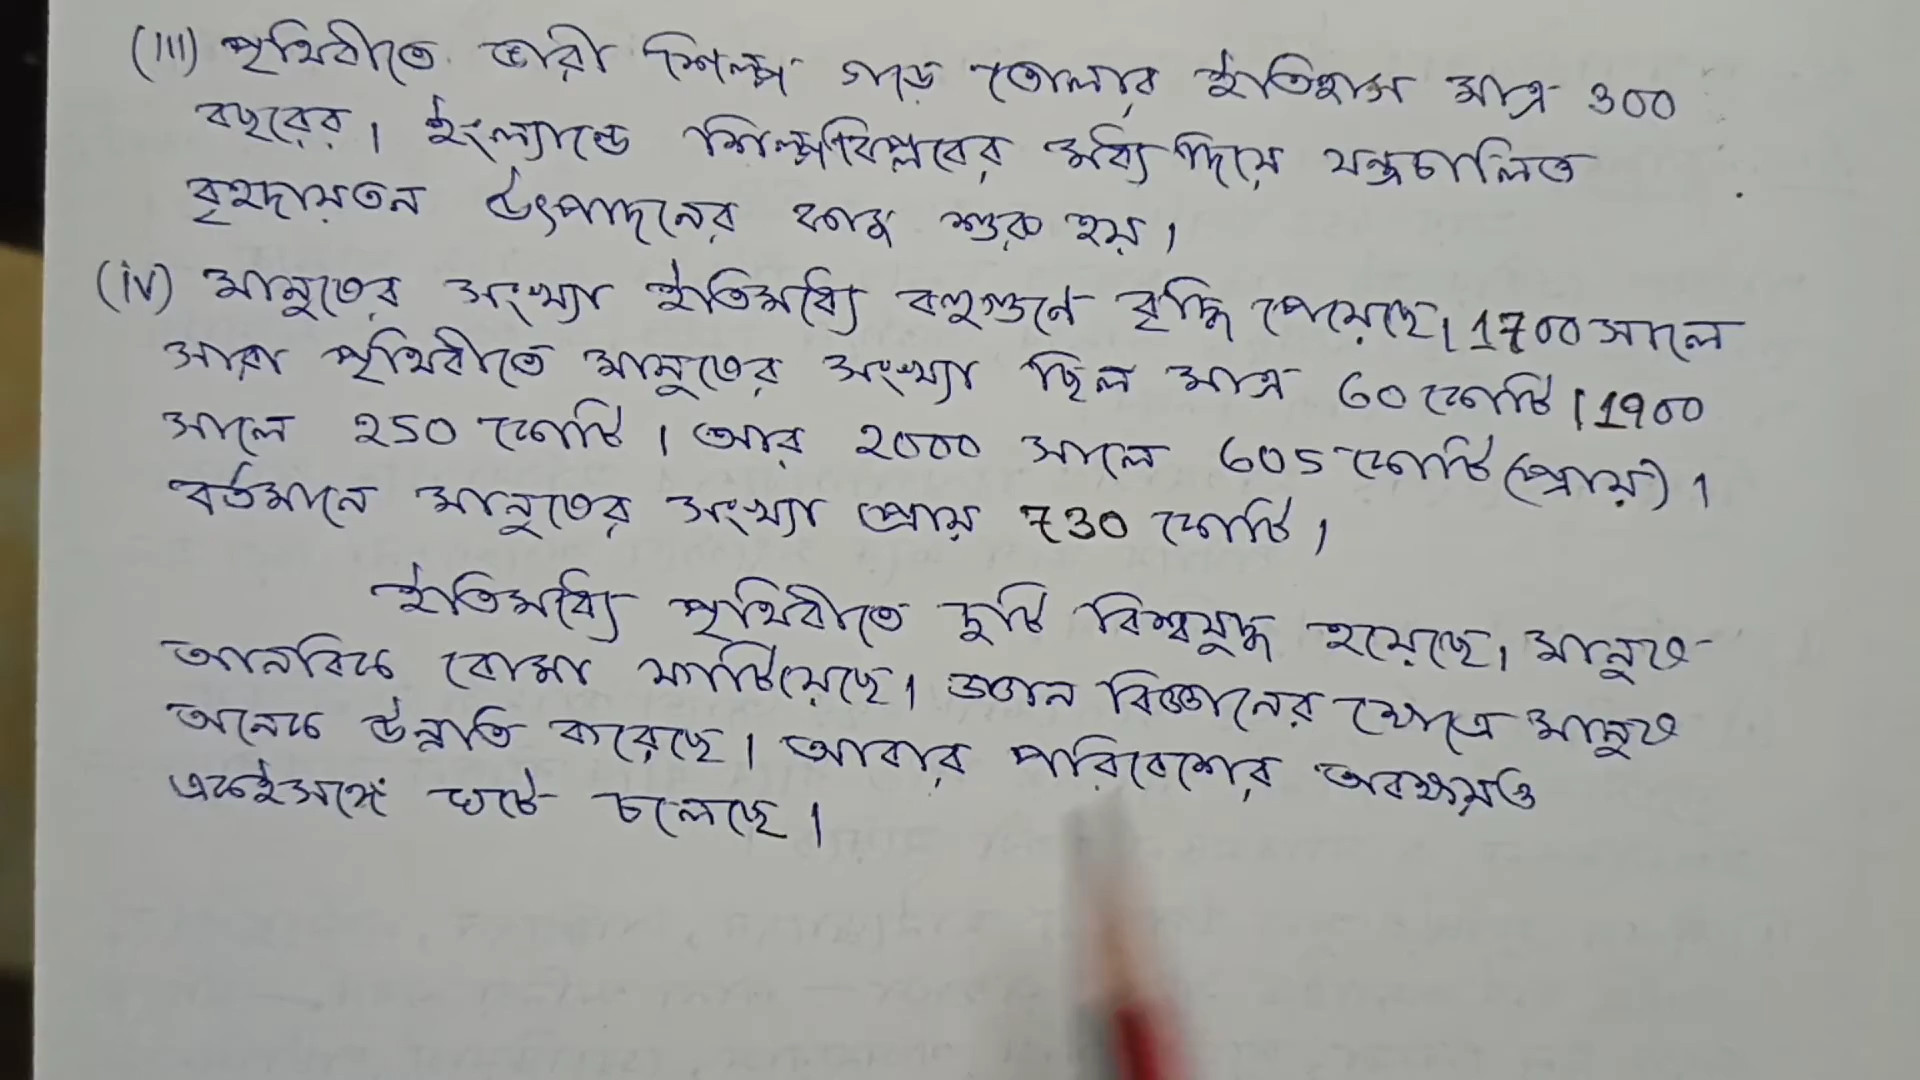 (iii) পৃথিবীতে ভারী শিল্প গড়ে তোলার ইতিহাস মাত্র 300
বছরের। ইংল্যান্ডে শিল্পবিপ্লবের মধ্যি দিয়ে যন্ত্রচালিত
বৃহদায়তন উৎপাদনের কাজ শুরু হয়।
(iv) মানুষের সংখ্যা ইতিমধ্যি বহুগুণে বৃদ্ধি পেয়েছে। 1700 সালে
সারা পৃথিবীতে মানুষের সংখ্যা ছিল মাত্র 60 কোটি। 1900
সালে 250 কোটি। আর 2000 সালে 605 কোটি (প্রায়)।
বর্তমানে মানুষের সংখ্যা প্রায় 730 কোটি।
ইতিমধ্যি পৃথিবীতে দুটি বিশ্বযুদ্ধ হয়েছে। মানুষ
আনবিক বোমা ফাটিয়েছে। জ্ঞান বিজ্ঞানের ক্ষেত্রে মানুষ
অনেক উন্নতি করেছে। আবার পরিবেশের অবক্ষয়ও
একইসঙ্গে ঘটে চলেছে।